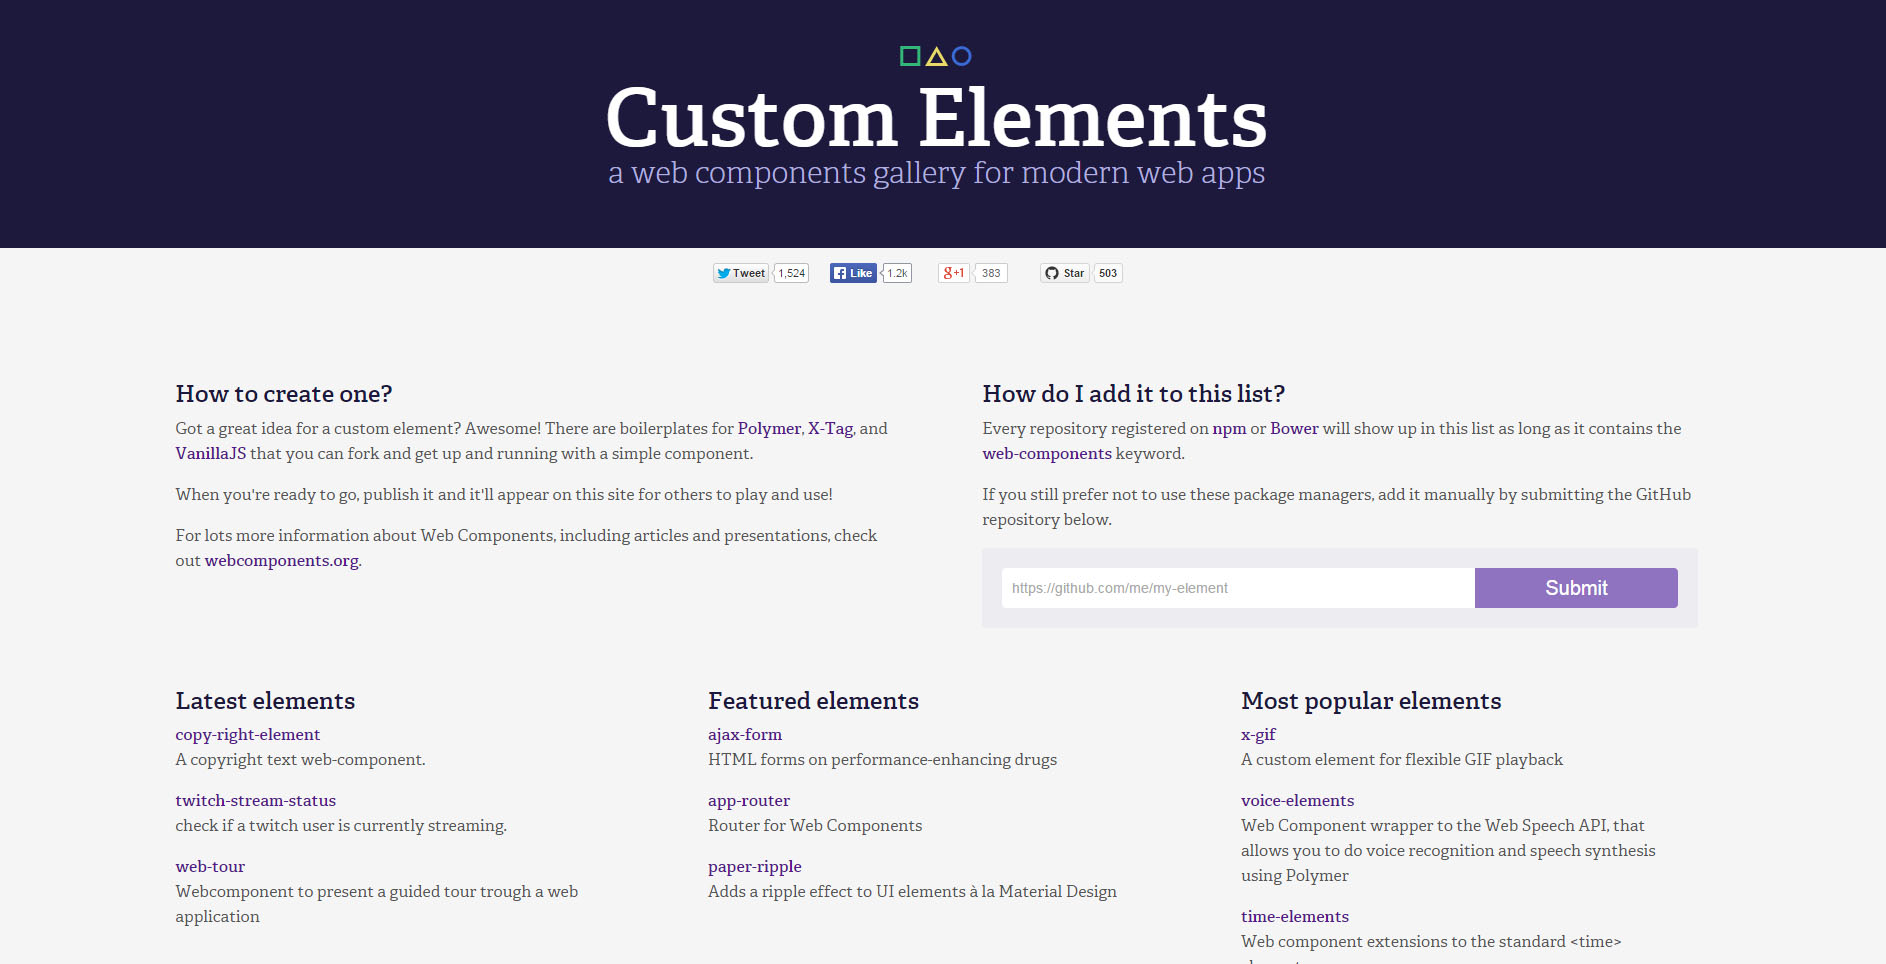 Custom Elements
a web components gallery for modern web apps
Tweet 1,524 Like 1.2k g+1 383 Star 503
How to create one?
Got a great idea for a custom element? Awesome! There are boilerplates for Polymer, X-Tag, and
VanillaJS that you can fork and get up and running with a simple component.
When you're ready to go, publish it and it'll appear on this site for others to play and use!
For lots more information about Web Components, including articles and presentations, check
out webcomponents.org.
How do I add it to this list?
Every repository registered on npm or Bower will show up in this list as long as it contains the
web-components keyword.
If you still prefer not to use these package managers, add it manually by submitting the GitHub
repository below.
https://github.com/me/my-element Submit
Latest elements
copy-right-element
A copyright text web-component.
twitch-stream-status
check if a twitch user is currently streaming.
web-tour
Webcomponent to present a guided tour trough a web
application
Featured elements
ajax-form
HTML forms on performance-enhancing drugs
app-router
Router for Web Components
paper-ripple
Adds a ripple effect to UI elements à la Material Design
Most popular elements
x-gif
A custom element for flexible GIF playback
voice-elements
Web Component wrapper to the Web Speech API, that
allows you to do voice recognition and speech synthesis
using Polymer
time-elements
Web component extensions to the standard <time>